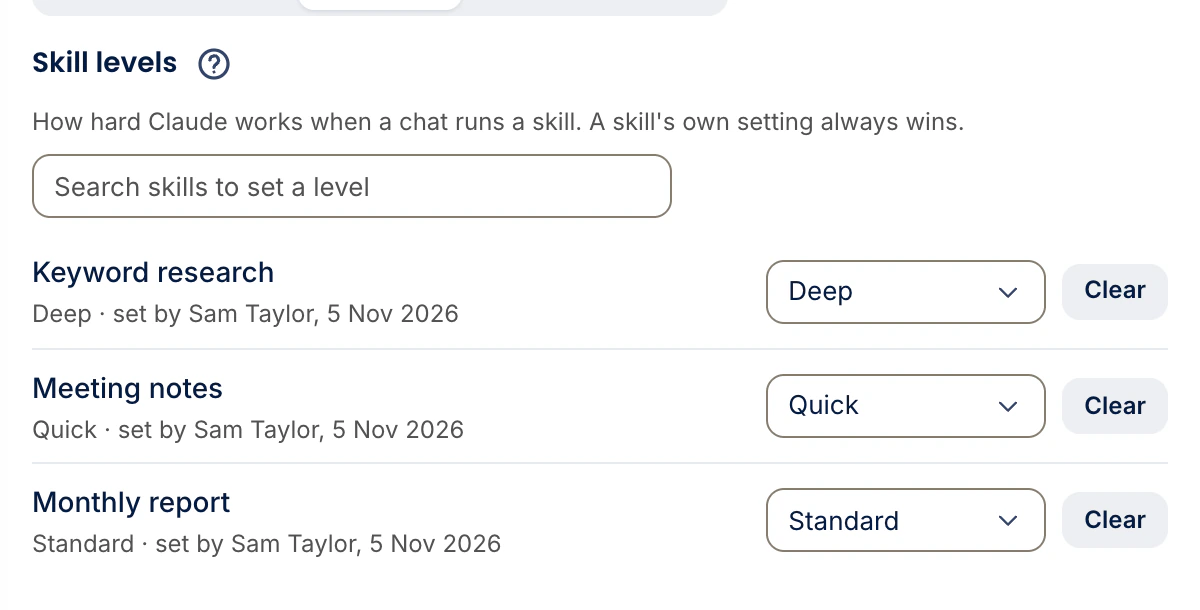 Skill levels
How hard Claude works when a chat runs a skill. A skill's own setting always wins.
Search skills to set a level
Keyword research
Deep · set by Sam Taylor, 5 Nov 2026
Deep
Clear
Meeting notes
Quick · set by Sam Taylor, 5 Nov 2026
Quick
Clear
Monthly report
Standard · set by Sam Taylor, 5 Nov 2026
Standard
Clear